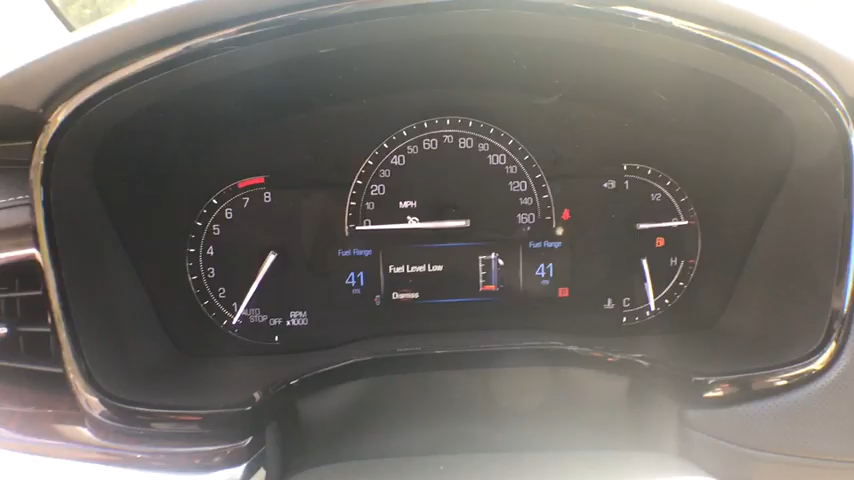 8
7
6
5
4
3
2
1
AUTO
STOP
OFF
RPM
x1000
0
10
20
30
40
50
60
70
80
90
100
110
120
140
160
MPH
Fuel Range
41
mi
Fuel Level Low
Dismiss
Fuel Range
41
mi
1
1/2
H
C